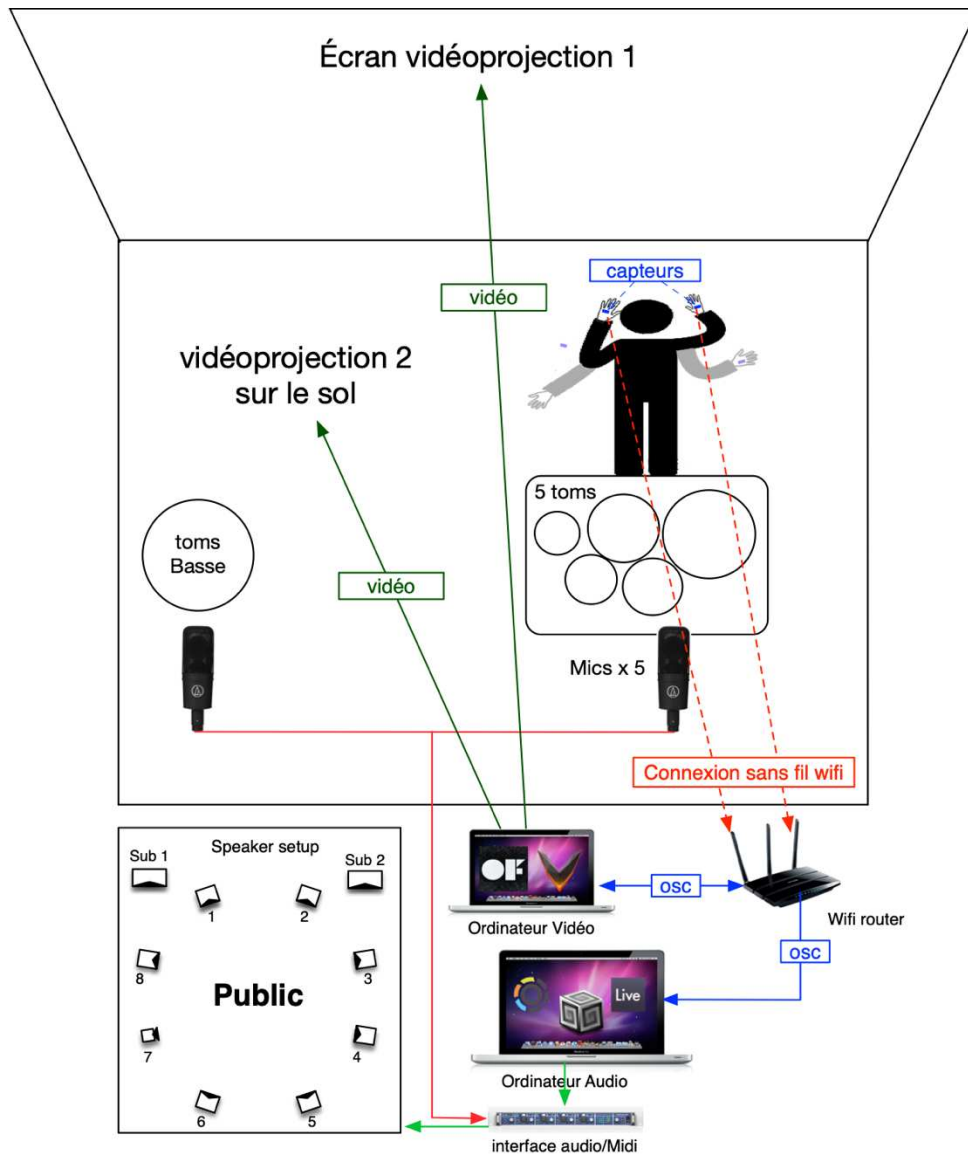 Écran vidéoprojection 1
capteurs
vidéo
vidéoprojection 2
sur le sol
5 toms
toms
Basse
vidéo
Mics x 5
Connexion sans fil wifi
Speaker setup
Sub 1
Sub 2
1
2
8
3
Public
7
4
6
5
OF
osc
Ordinateur Vidéo
Wifi router
osc
Live
Ordinateur Audio
interface audio/Midi